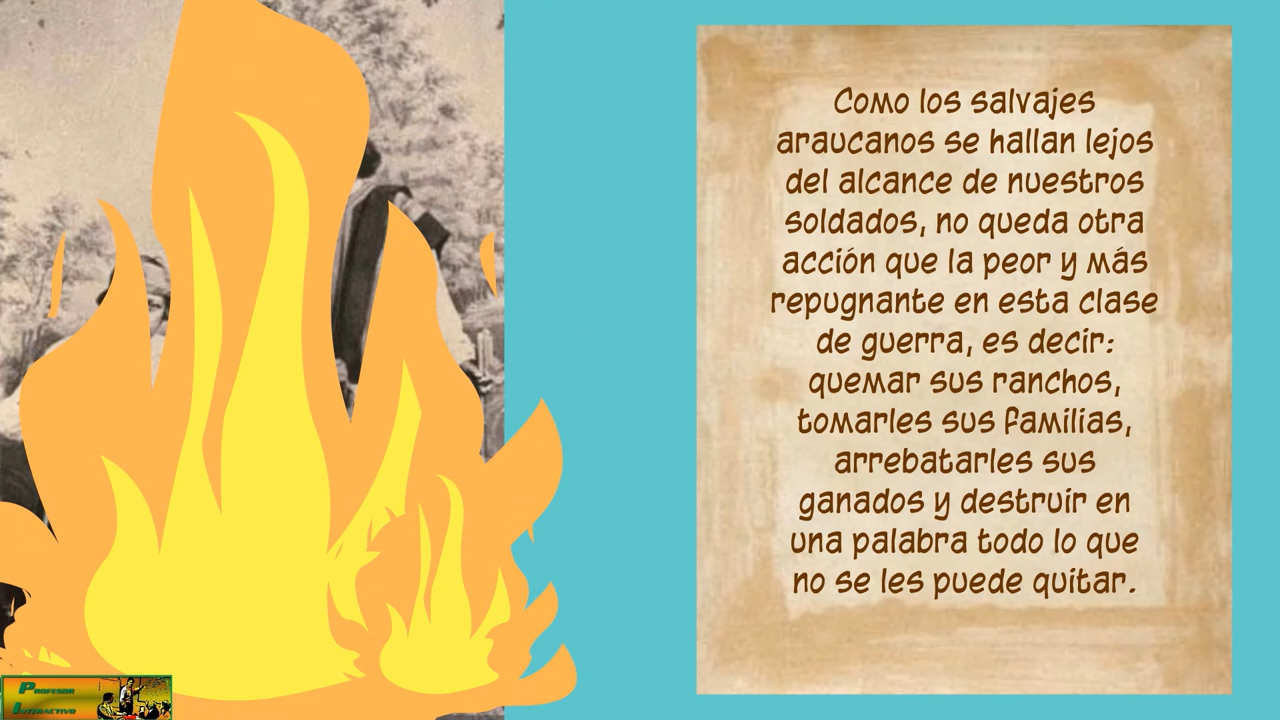 Como los salvajes
araucanos se hallan lejos
del alcance de nuestros
soldados, no queda otra
acción que la peor y más
repugnante en esta clase
de guerra, es decir:
quemar sus ranchos,
tomarles sus familias,
arrebatarles sus
ganados y destruir en
una palabra todo lo que
no se les puede quitar.
Profesor
Interactivo